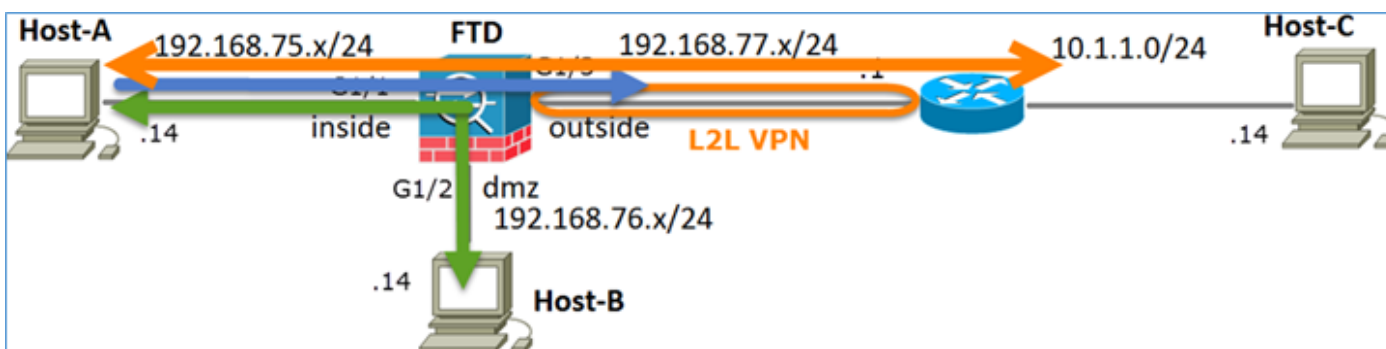 Host-A
192.168.75.x/24
FTD
192.168.77.x/24
10.1.1.0/24
Host-C
G1/1
G1/3
.1
.14
inside
outside
L2L VPN
.14
G1/2
dmz
192.168.76.x/24
.14
Host-B